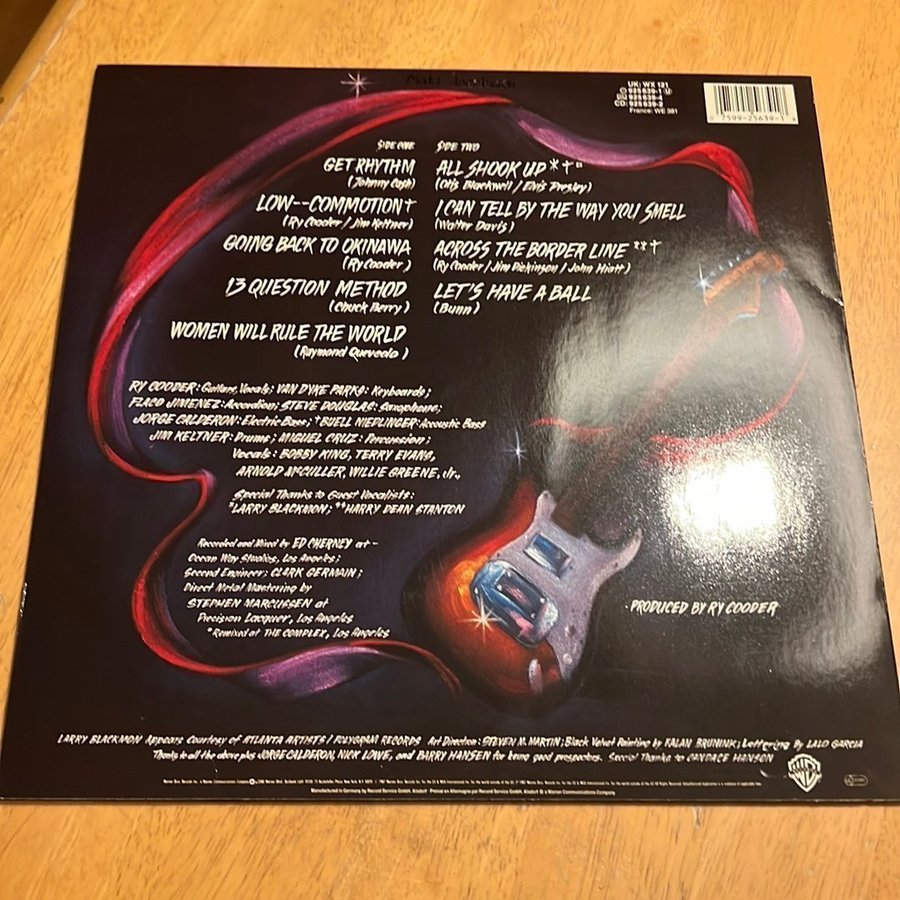 UK: WX 121
925639-1
925639-4
CD: 925639-2
France: WE 381
0 7599-25639-1
SIDE ONE
GET RHYTHM
(Johnny Cash)
LOW--COMMOTION†
(Ry Cooder / Jim Keltner)
GOING BACK TO OKINAWA
(Ry Cooder)
13 QUESTION METHOD
(Chuck Berry)
WOMEN WILL RULE THE WORLD
(Raymond Quevedo)
SIDE TWO
ALL SHOOK UP*†°
(Otis Blackwell / Elvis Presley)
I CAN TELL BY THE WAY YOU SMELL
(Walter Davis)
ACROSS THE BORDER LINE**†
(Ry Cooder / Jim Dickinson / John Hiatt)
LET'S HAVE A BALL
(Bunn)
RY COODER: Guitars, Vocals; VAN DYKE PARKS: Keyboards;
FLACO JIMENEZ: Accordion; STEVE DOUGLAS: Saxophone;
JORGE CALDERON: Electric Bass; †BUELL NEIDLINGER: Acoustic Bass
JIM KELTNER: Drums; MIGUEL CRUZ: Percussion;
Vocals: BOBBY KING, TERRY EVANS,
ARNOLD McCULLER, WILLIE GREENE, Jr.,
Special Thanks to Guest Vocalists:
*LARRY BLACKMON; **HARRY DEAN STANTON
Recorded and Mixed by ED CHERNEY at-
Ocean Way Studios, Los Angeles;
Second Engineer: CLARK GERMAIN;
Direct Metal Mastering by
STEPHEN MARCUSSEN at
Precision Lacquer, Los Angeles
°Remixed at THE COMPLEX, Los Angeles
PRODUCED BY RY COODER
LARRY BLACKMON Appears Courtesy of ATLANTA ARTISTS / POLYGRAM RECORDS Art Direction: STEVEN M. MARTIN; Black Velvet Painting by KALAN BRUNINK; Lettering By LALO GARCIA
Thanks to all the above plus JORGE CALDERON, NICK LOWE, and BARRY HANSEN for being good prospectors. Special Thanks to CANDACE HANSON
Manufactured in Germany by Record Service GmbH, Alsdorf